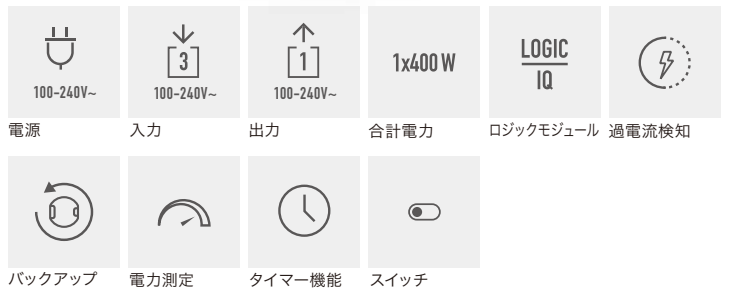 100-240V~
電源
3
100-240V~
入力
1
100-240V~
出力
1x400 W
合計電力
LOGIC
IQ
ロジックモジュール
過電流検知
バックアップ
電力測定
タイマー機能
スイッチ